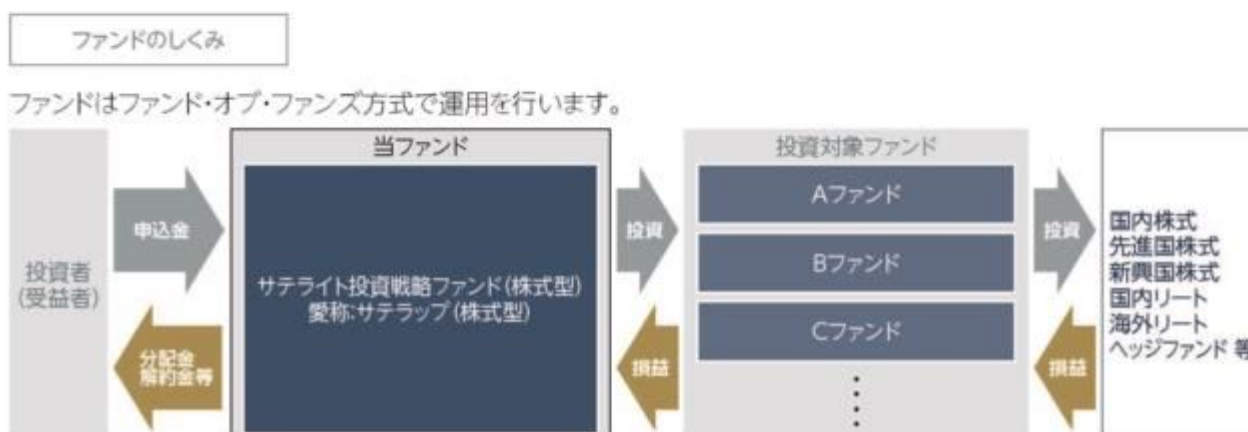 ファンドのしくみ
ファンドはファンド・オブ・ファンズ方式で運用を行います。
投資者
(受益者)
申込金
分配金
解約金等
当ファンド
サテライト投資戦略ファンド(株式型)
愛称:サテラップ(株式型)
投資
損益
投資対象ファンド
Aファンド
Bファンド
Cファンド
投資
損益
国内株式
先進国株式
新興国株式
国内リート
海外リート
ヘッジファンド 等